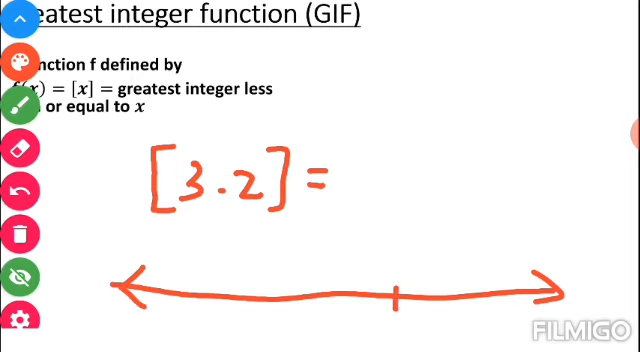 eatest integer function (GIF)
nction f defined by
(x) = [x] = greatest integer less
or equal to x
[3.2] =
FILMIGO